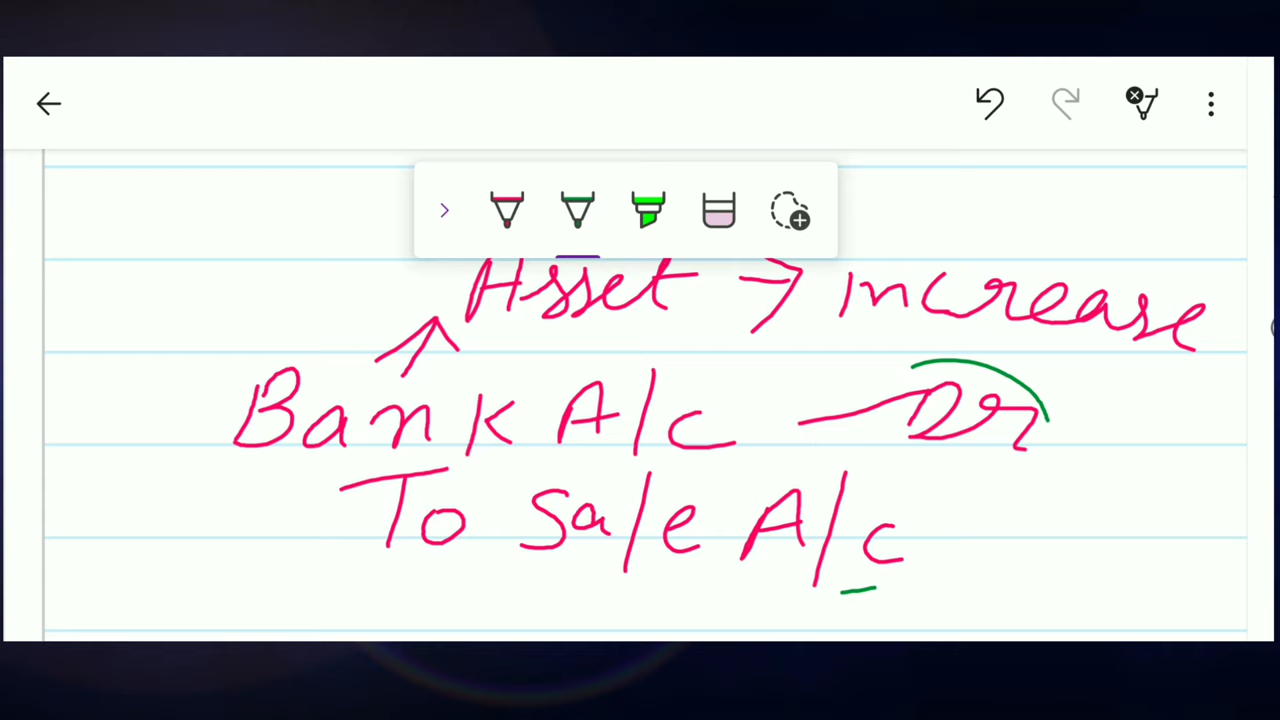 Asset → increase
Bank A/c — Dr
To Sale A/c